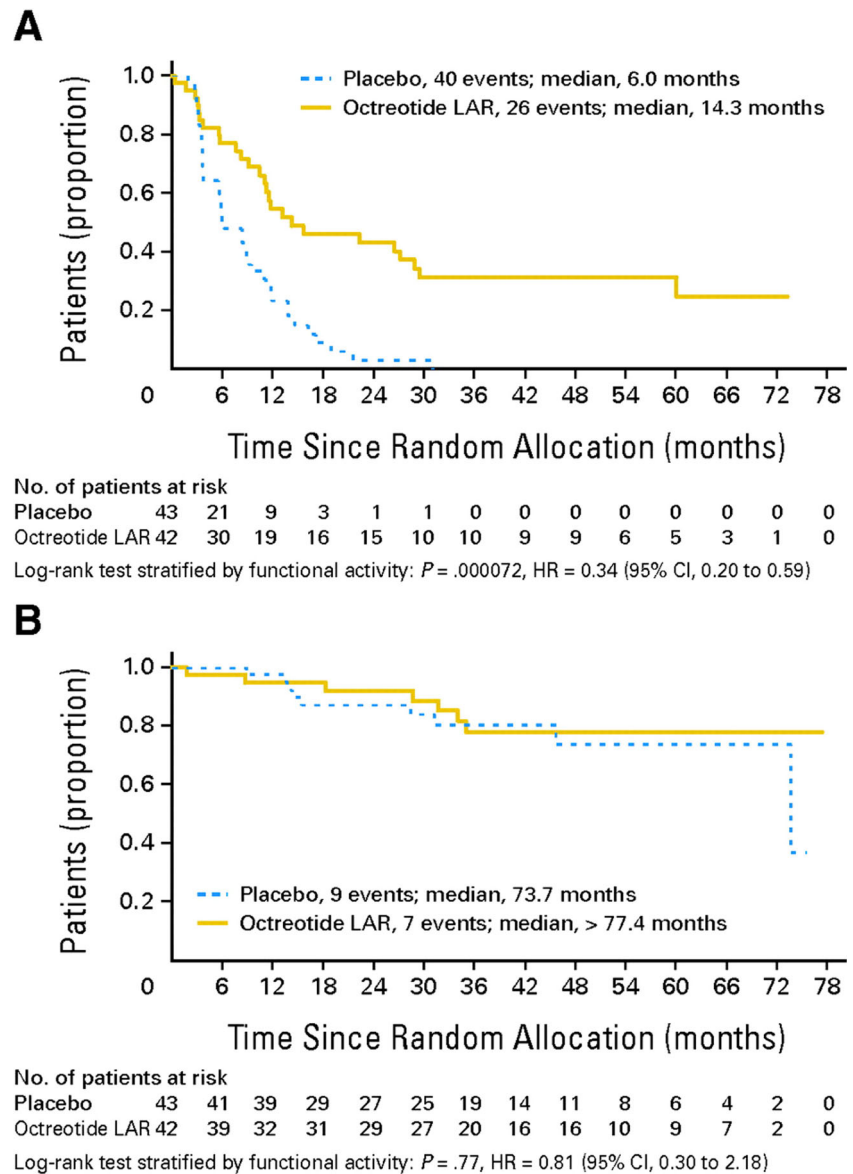 A
Patients (proportion)
1.0
0.8
0.6
0.4
0.2
Placebo, 40 events; median, 6.0 months
Octreotide LAR, 26 events; median, 14.3 months
0 6 12 18 24 30 36 42 48 54 60 66 72 78
Time Since Random Allocation (months)
No. of patients at risk
Placebo 43 21 9 3 1 1 0 0 0 0 0 0 0 0
Octreotide LAR 42 30 19 16 15 10 10 9 9 6 5 3 1 0
Log-rank test stratified by functional activity: P = .000072, HR = 0.34 (95% CI, 0.20 to 0.59)
B
Patients (proportion)
1.0
0.8
0.6
0.4
0.2
Placebo, 9 events; median, 73.7 months
Octreotide LAR, 7 events; median, > 77.4 months
0 6 12 18 24 30 36 42 48 54 60 66 72 78
Time Since Random Allocation (months)
No. of patients at risk
Placebo 43 41 39 29 27 25 19 14 11 8 6 4 2 0
Octreotide LAR 42 39 32 31 29 27 20 16 16 10 9 7 2 0
Log-rank test stratified by functional activity: P = .77, HR = 0.81 (95% CI, 0.30 to 2.18)